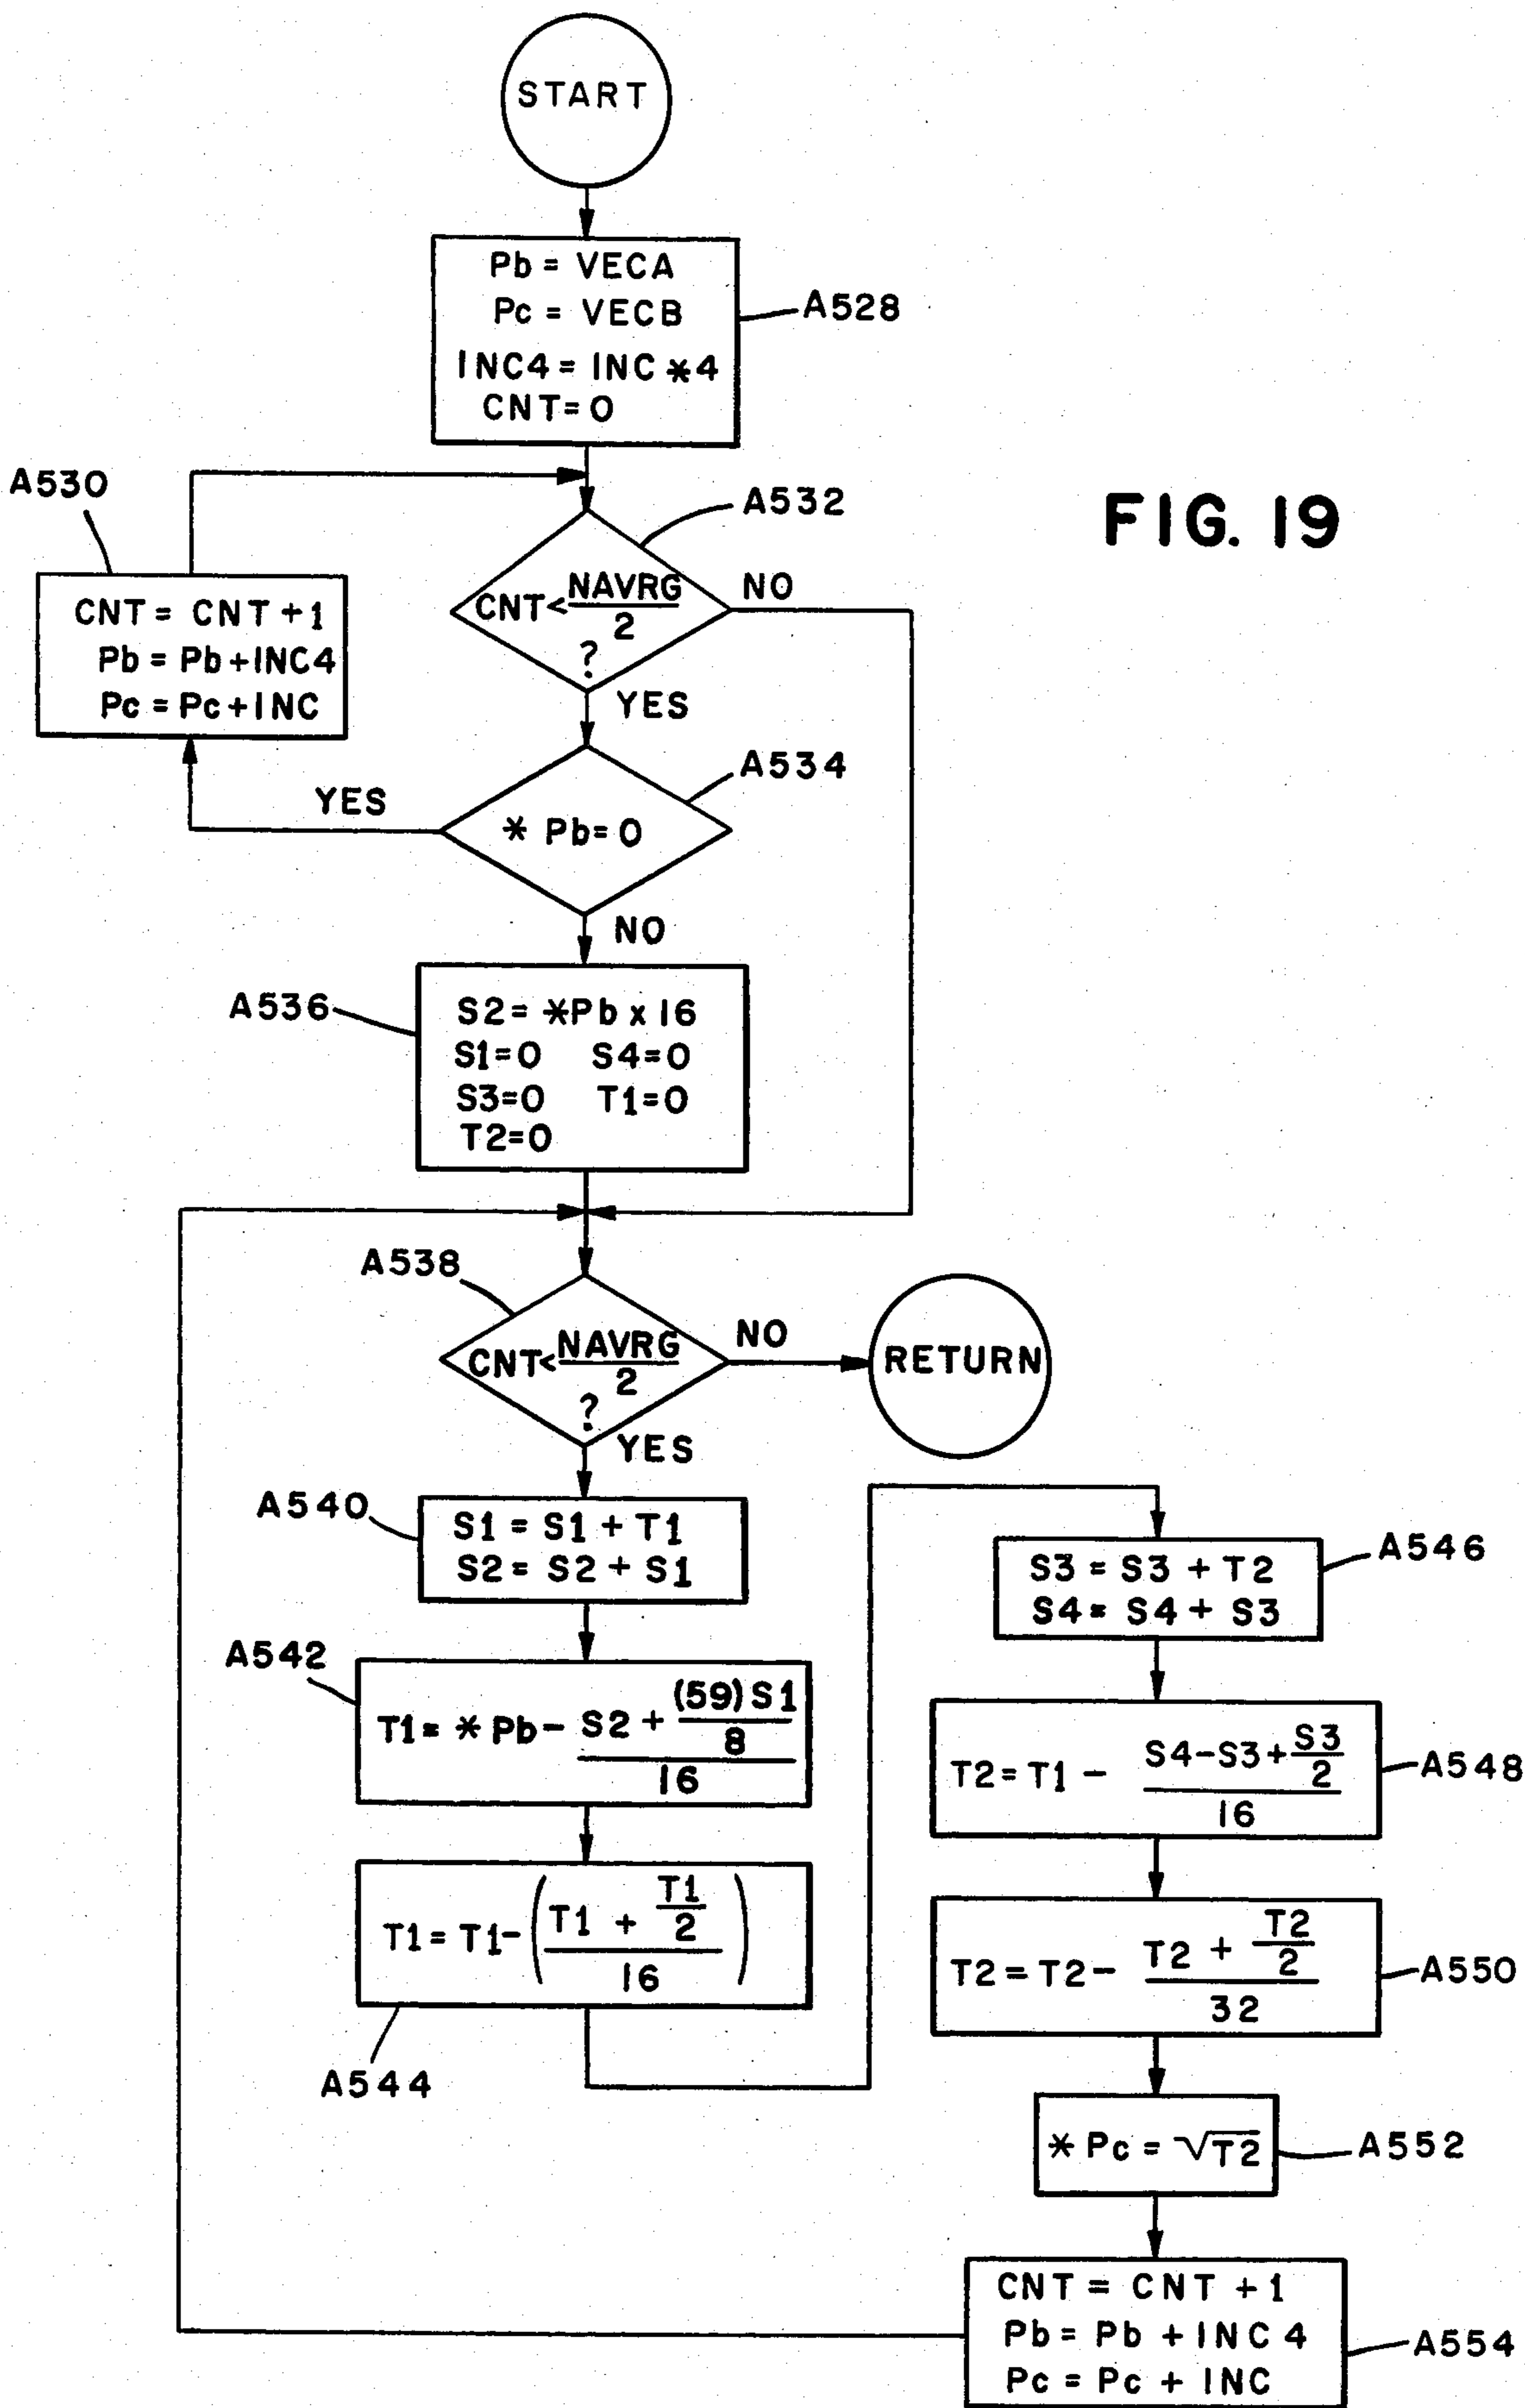 START
Pb = VECA
Pc = VECB
INC4 = INC *4
CNT=0
A528
A530
A532
FIG. 19
CNT = CNT +1
Pb = Pb+INC4
Pc = Pc+INC
CNT< NAVRG
2
?
NO
YES
A534
YES
* Pb=0
NO
A536
S2= *Pb x 16
S1=0 S4=0
S3=0 T1=0
T2=0
A538
CNT< NAVRG
2
?
NO
RETURN
YES
A540
S1 = S1 + T1
S2 = S2 + S1
A546
S3 = S3 + T2
S4 = S4 + S3
A542
T1 = * Pb - S2 + (59)S1
8
16
T2 = T1 - S4-S3+ S3
2
16
A548
T1 = T1- ( T1 + T1
2
16 )
A544
T2 = T2 - T2 + T2
2
32
A550
* Pc = √T2
A552
CNT = CNT +1
Pb = Pb + INC 4
Pc = Pc + INC
A554